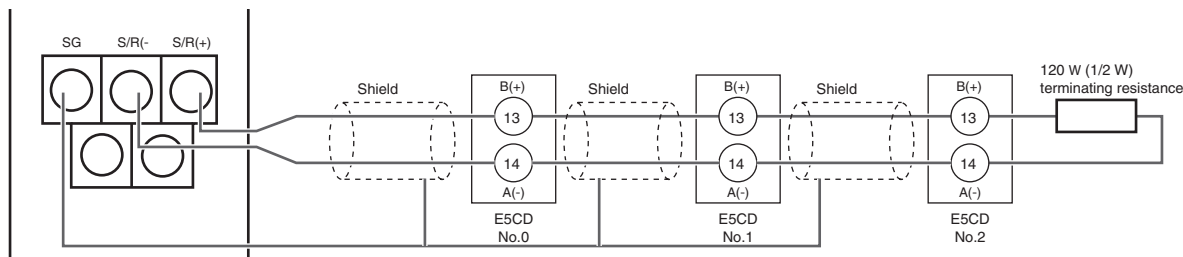 SG S/R(- S/R(+)
Shield
B(+)
13
14
A(-)
E5CD
No.0
Shield
B(+)
13
14
A(-)
E5CD
No.1
Shield
B(+)
13
14
A(-)
E5CD
No.2
120 W (1/2 W)
terminating resistance